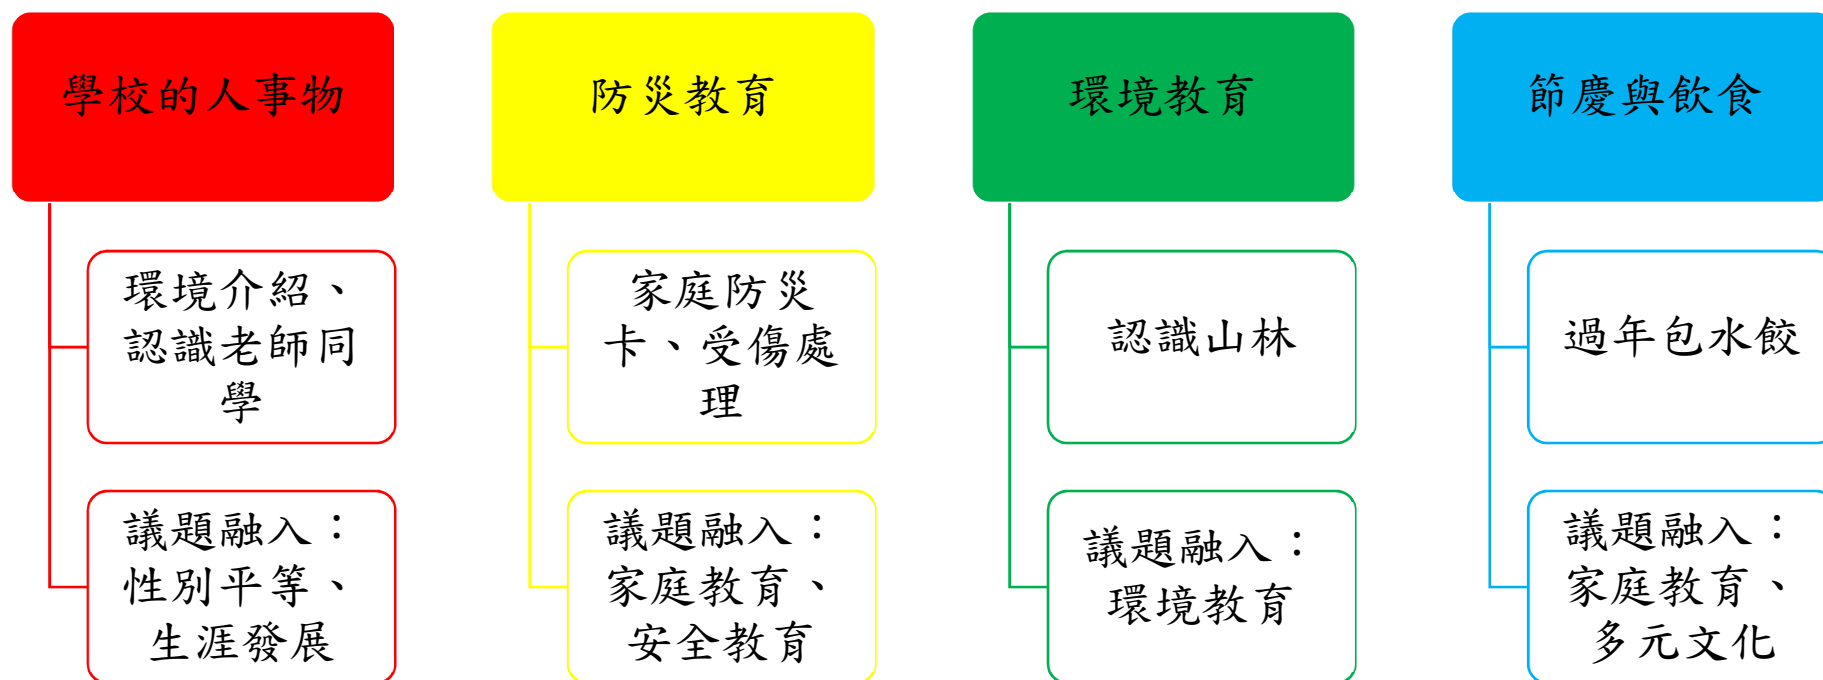 學校的人事物
環境介紹、
認識老師同
學
議題融入：
性別平等、
生涯發展
防災教育
家庭防災
卡、受傷處
理
議題融入：
家庭教育、
安全教育
環境教育
認識山林
議題融入：
環境教育
節慶與飲食
過年包水餃
議題融入：
家庭教育、
多元文化